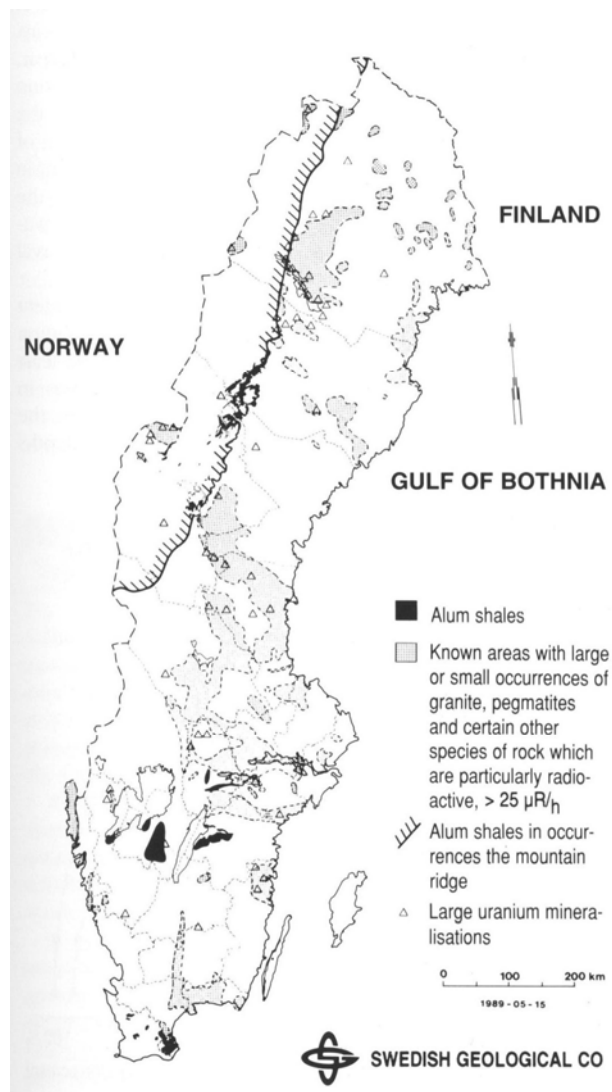 FINLAND
NORWAY
GULF OF BOTHNIA
Alum shales
Known areas with large
or small occurrences of
granite, pegmatites
and certain other
species of rock which
are particularly radio-
active, > 25 µR/h
Alum shales in occur-
rences the mountain
ridge
Large uranium minera-
lisations
0 100 200 km
1989-05-15
SWEDISH GEOLOGICAL CO